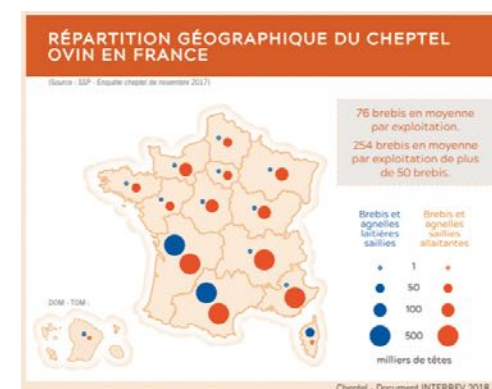 RÉPARTITION GÉOGRAPHIQUE DU CHEPTEL
OVIN EN FRANCE
(Source : SSP - Enquête cheptel de novembre 2017)
76 brebis en moyenne
par exploitation.
254 brebis en moyenne
par exploitation de plus
de 50 brebis.
Brebis et
agnelles
laitières
saillies
Brebis et
agnelles
saillies
allaitantes
1
50
100
500
milliers de têtes
DOM - TOM :
Cheptel - Document INTERBEV 2018